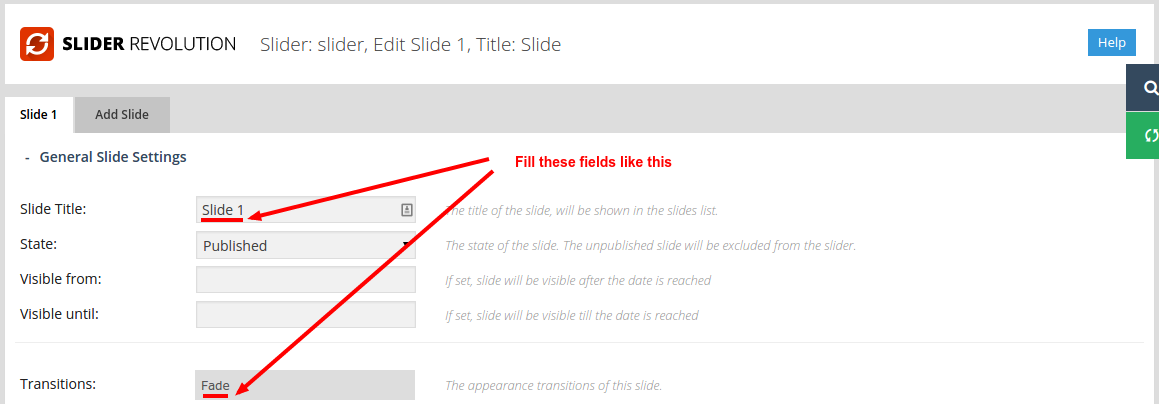 SLIDER REVOLUTION Slider: slider, Edit Slide 1, Title: Slide Help
Slide 1 Add Slide
- General Slide Settings
Fill these fields like this
Slide Title: Slide 1 The title of the slide, will be shown in the slides list.
State: Published The state of the slide. The unpublished slide will be excluded from the slider.
Visible from: If set, slide will be visible after the date is reached
Visible until: If set, slide will be visible till the date is reached
Transitions: Fade The appearance transitions of this slide.